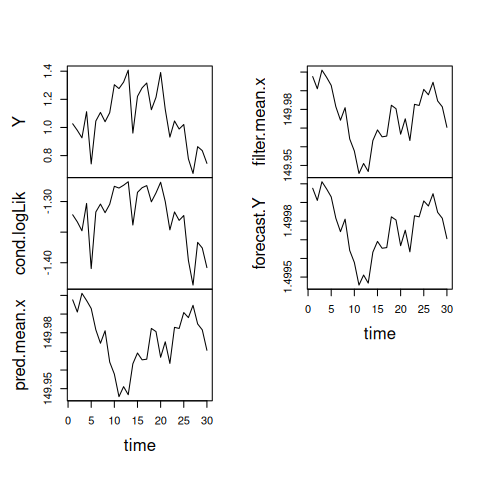 Y
0.8 1.0 1.2 1.4
cond.logLik
-1.40 -1.30
pred.mean.x
149.95 149.98
0 5 10 15 20 25 30
time
filter.mean.x
149.95 149.98
forecast.Y
1.4995 1.4998
0 5 10 15 20 25 30
time